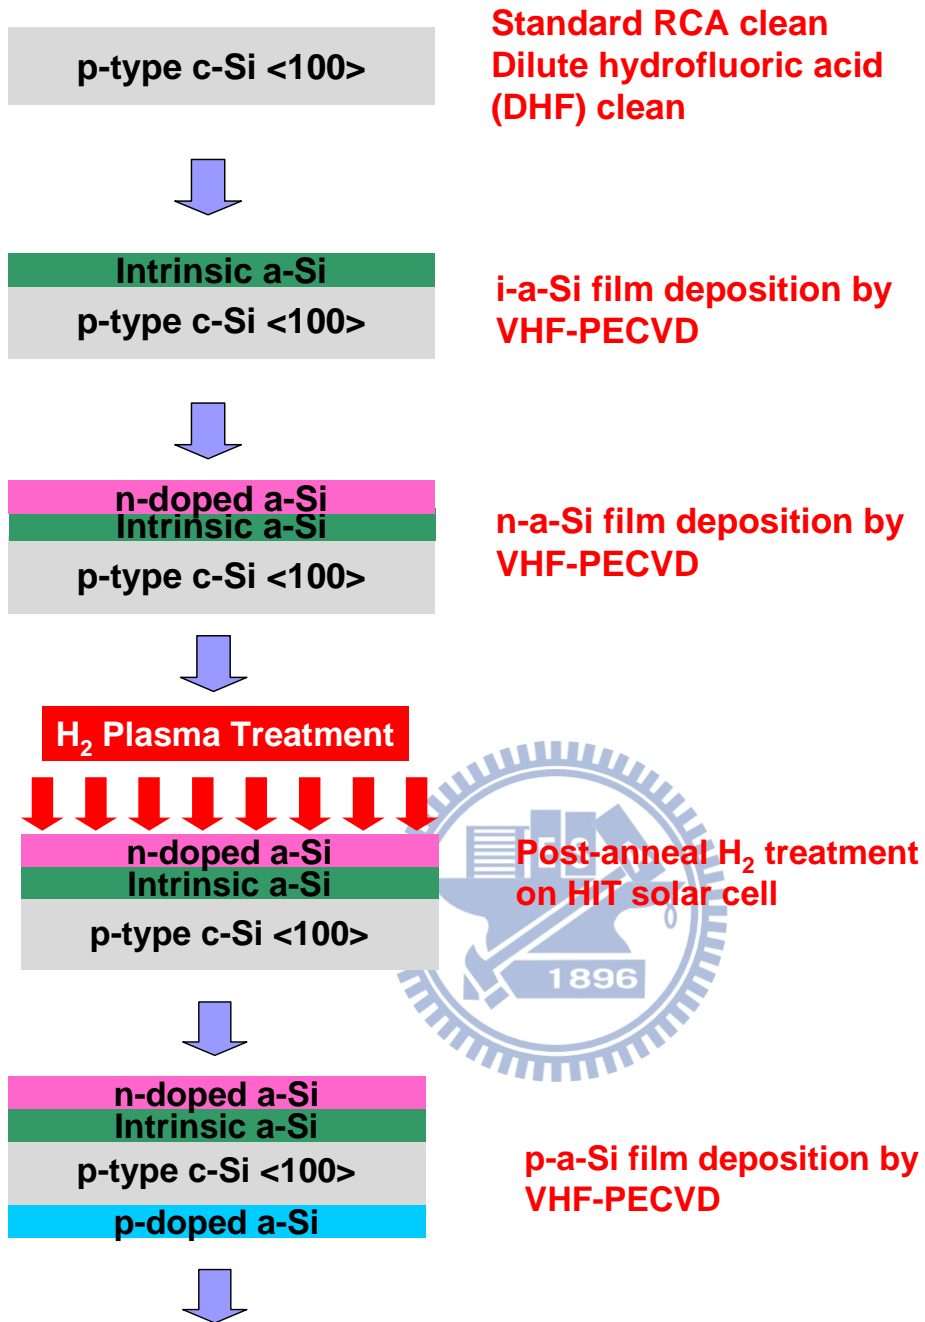 p-type c-Si <100>
Standard RCA clean
Dilute hydrofluoric acid
(DHF) clean
Intrinsic a-Si
p-type c-Si <100>
i-a-Si film deposition by
VHF-PECVD
n-doped a-Si
Intrinsic a-Si
p-type c-Si <100>
n-a-Si film deposition by
VHF-PECVD
H2 Plasma Treatment
n-doped a-Si
Intrinsic a-Si
p-type c-Si <100>
Post-anneal H2 treatment
on HIT solar cell
1896
n-doped a-Si
Intrinsic a-Si
p-type c-Si <100>
p-doped a-Si
p-a-Si film deposition by
VHF-PECVD